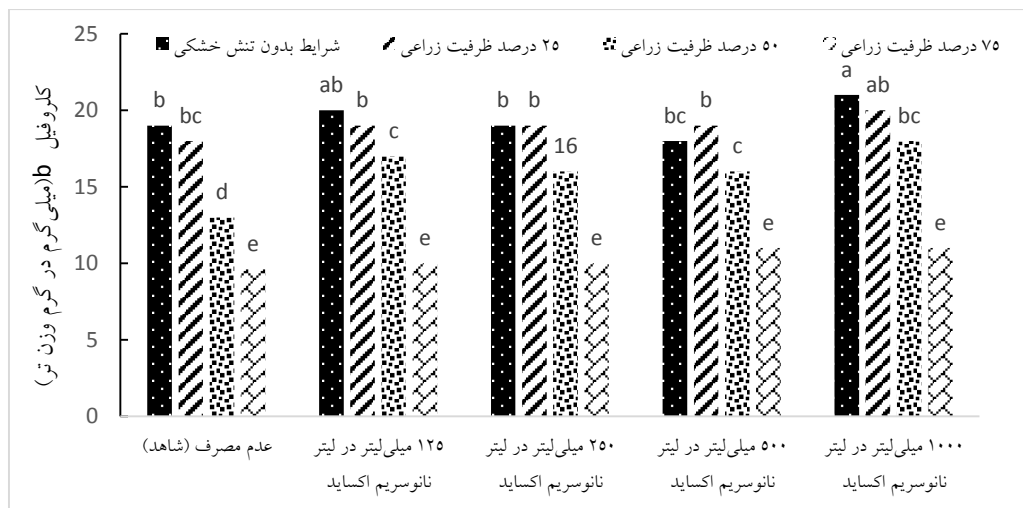 شرایط بدون تنش خشکی
۲۵ درصد ظرفیت زراعی
۵۰ درصد ظرفیت زراعی
۷۵ درصد ظرفیت زراعی
کلروفیل b(میلی‌گرم در گرم وزن تر)
25
20
15
10
5
0
b
bc
d
e
ab
b
c
e
b
b
16
e
bc
b
c
e
a
ab
bc
e
عدم مصرف (شاهد)
۱۲۵ میلی‌لیتر در لیتر
نانوسریم اکساید
۲۵۰ میلی‌لیتر در لیتر
نانوسریم اکساید
۵۰۰ میلی‌لیتر در لیتر
نانوسریم اکساید
۱۰۰۰ میلی‌لیتر در لیتر
نانوسریم اکساید